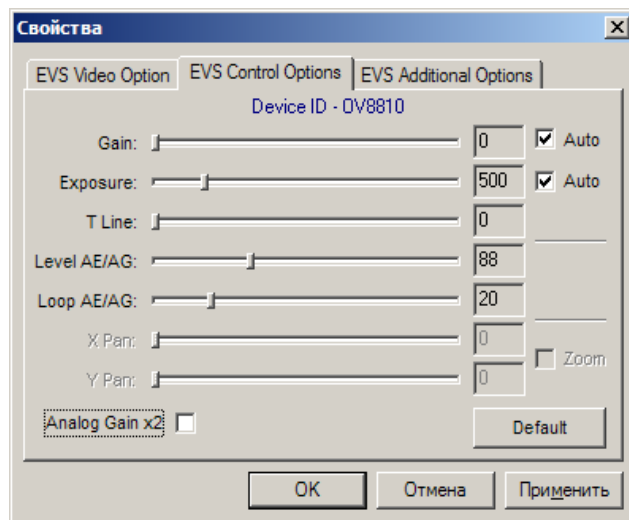 Свойства
EVS Video Option EVS Control Options EVS Additional Options
Device ID - OV8810
Gain: 0 Auto
Exposure: 500 Auto
T Line: 0
Level AE/AG: 88
Loop AE/AG: 20
X Pan: 0
Zoom
Y Pan: 0
Analog Gain x2 Default
OK Отмена Применить